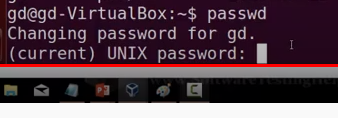 gd@gd-VirtualBox:~$ passwd
Changing password for gd.
(current) UNIX password: